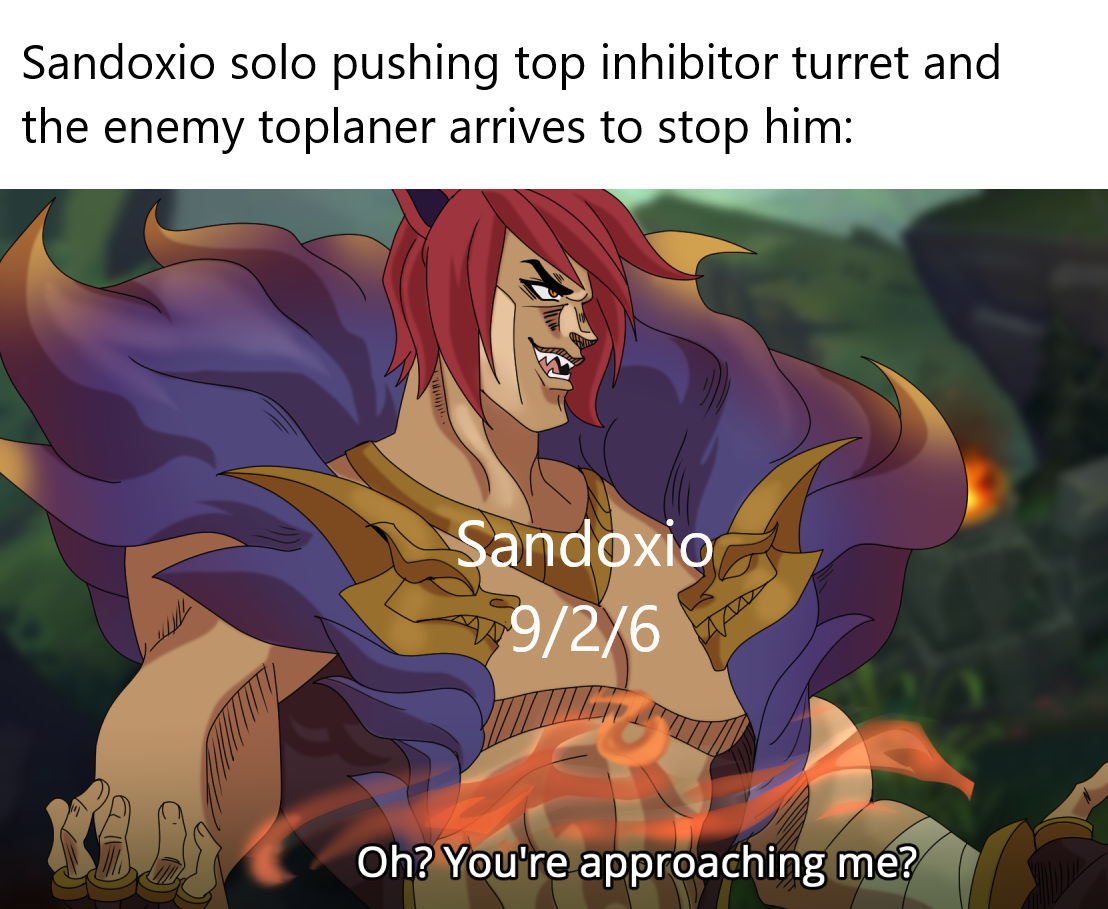 Sandoxio solo pushing top inhibitor turret and
the enemy toplaner arrives to stop him:
Sandoxio
9/2/6
Oh? You're approaching me?